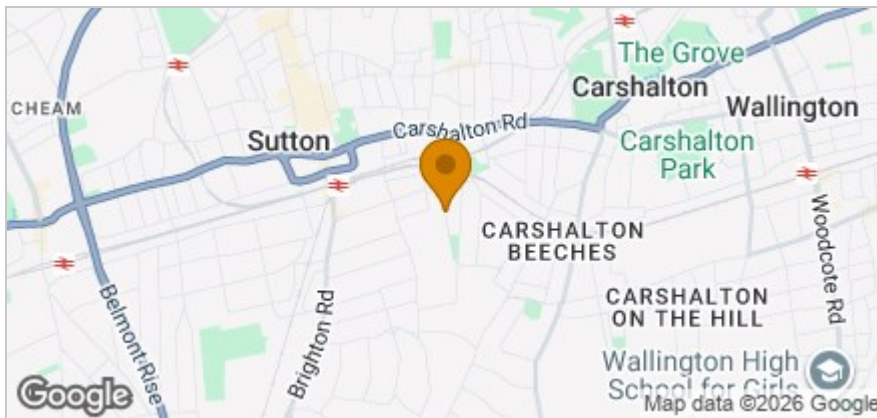 The Grove
Carshalton
Wallington
CHEAM
Sutton
Carshalton Rd
Carshalton
Park
CARSHALTON
BEECHES
Woodcote Rd
Belmont Rise
Brighton Rd
CARSHALTON
ON THE HILL
Wallington High
School for Girls
Google
Map data ©2026 Google